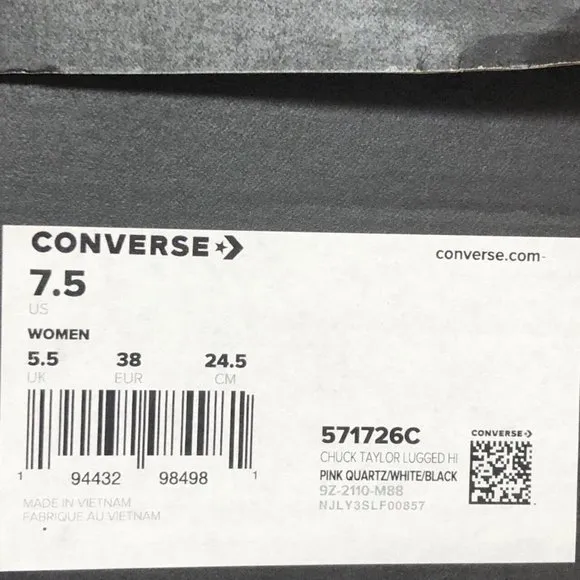 CONVERSE
converse.com
7.5
US
WOMEN
5.5 38 24.5
UK EUR CM
1 94432 98498 1
MADE IN VIETNAM
FABRIQUE AU VIETNAM
571726C
CHUCK TAYLOR LUGGED HI
PINK QUARTZ/WHITE/BLACK
9Z-2110-M88
NJLY3SLF00857
CONVERSE